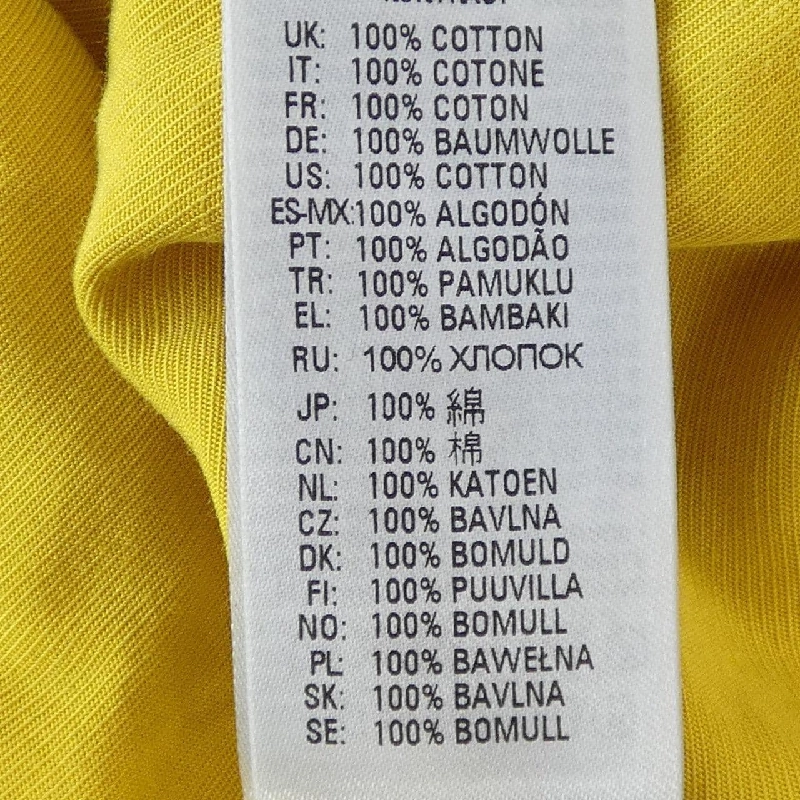 UK: 100% COTTON
IT: 100% COTONE
FR: 100% COTON
DE: 100% BAUMWOLLE
US: 100% COTTON
ES-MX:100% ALGODÓN
PT: 100% ALGODÃO
TR: 100% PAMUKLU
EL: 100% BAMBAKI
RU: 100% ХЛОПОК
JP: 100% 綿
CN: 100% 棉
NL: 100% KATOEN
CZ: 100% BAVLNA
DK: 100% BOMULD
FI: 100% PUUVILLA
NO: 100% BOMULL
PL: 100% BAWEŁNA
SK: 100% BAVLNA
SE: 100% BOMULL